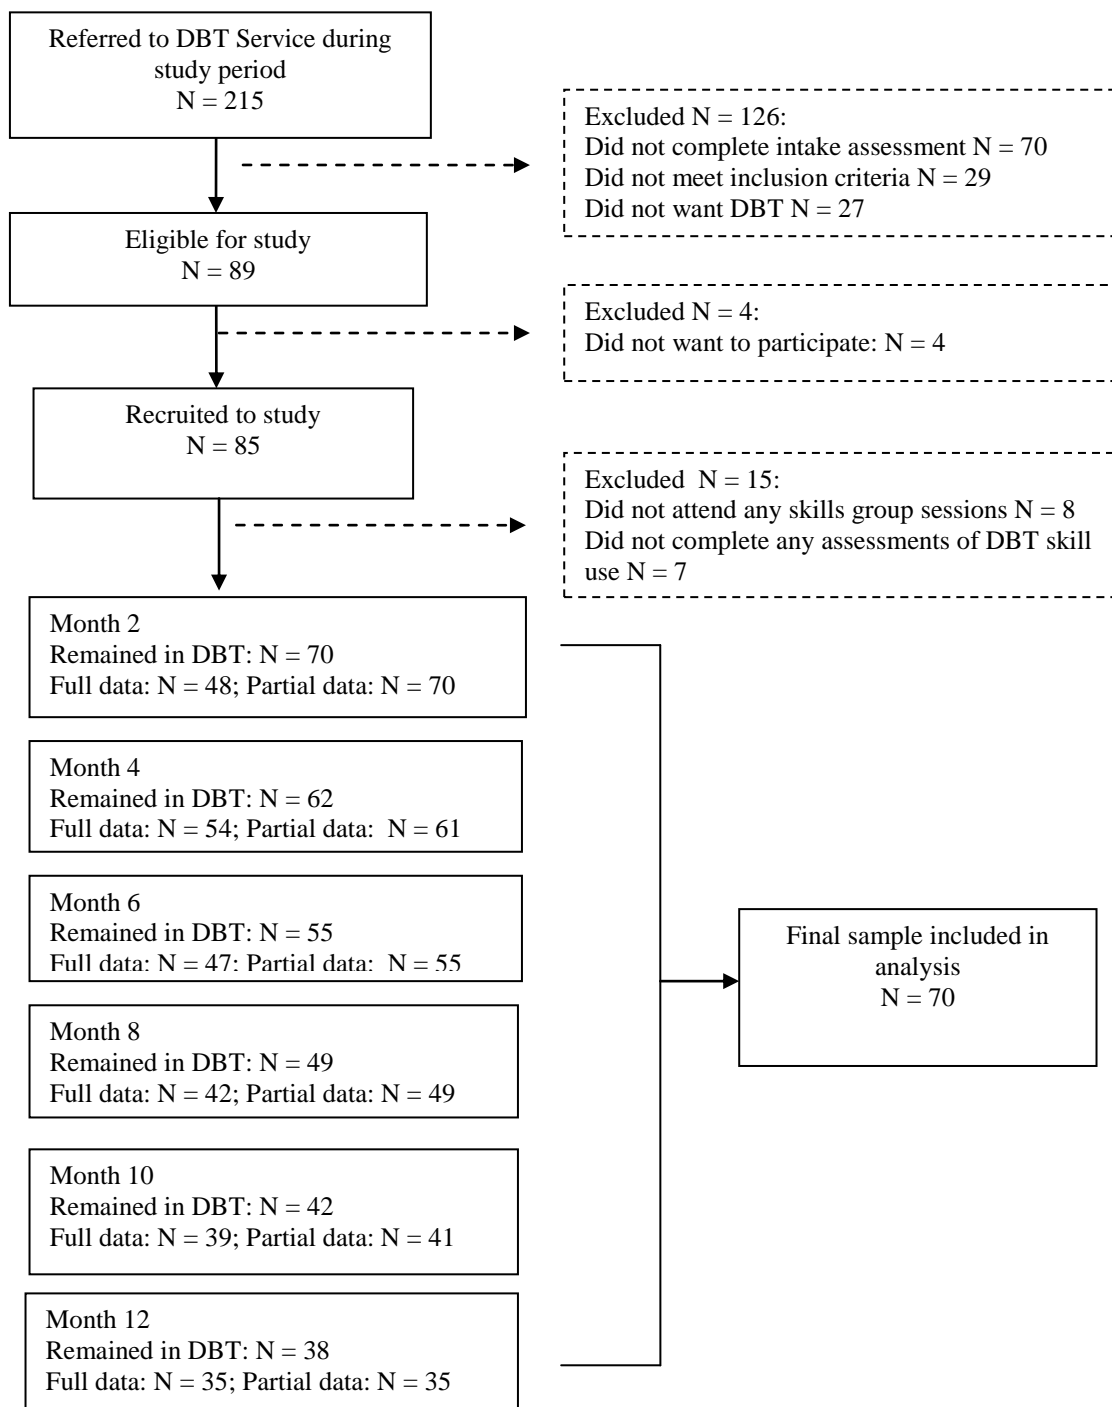 Referred to DBT Service during
study period
N = 215
Excluded N = 126:
Did not complete intake assessment N = 70
Did not meet inclusion criteria N = 29
Did not want DBT N = 27
Eligible for study
N = 89
Excluded N = 4:
Did not want to participate: N = 4
Recruited to study
N = 85
Excluded  N = 15:
Did not attend any skills group sessions N = 8
Did not complete any assessments of DBT skill
use N = 7
Month 2
Remained in DBT: N = 70
Full data: N = 48; Partial data: N = 70
Month 4
Remained in DBT: N = 62
Full data: N = 54; Partial data:  N = 61
Month 6
Remained in DBT: N = 55
Full data: N = 47; Partial data:  N = 55
Final sample included in
analysis
N = 70
Month 8
Remained in DBT: N = 49
Full data: N = 42; Partial data: N = 49
Month 10
Remained in DBT: N = 42
Full data: N = 39; Partial data: N = 41
Month 12
Remained in DBT: N = 38
Full data: N = 35; Partial data: N = 35